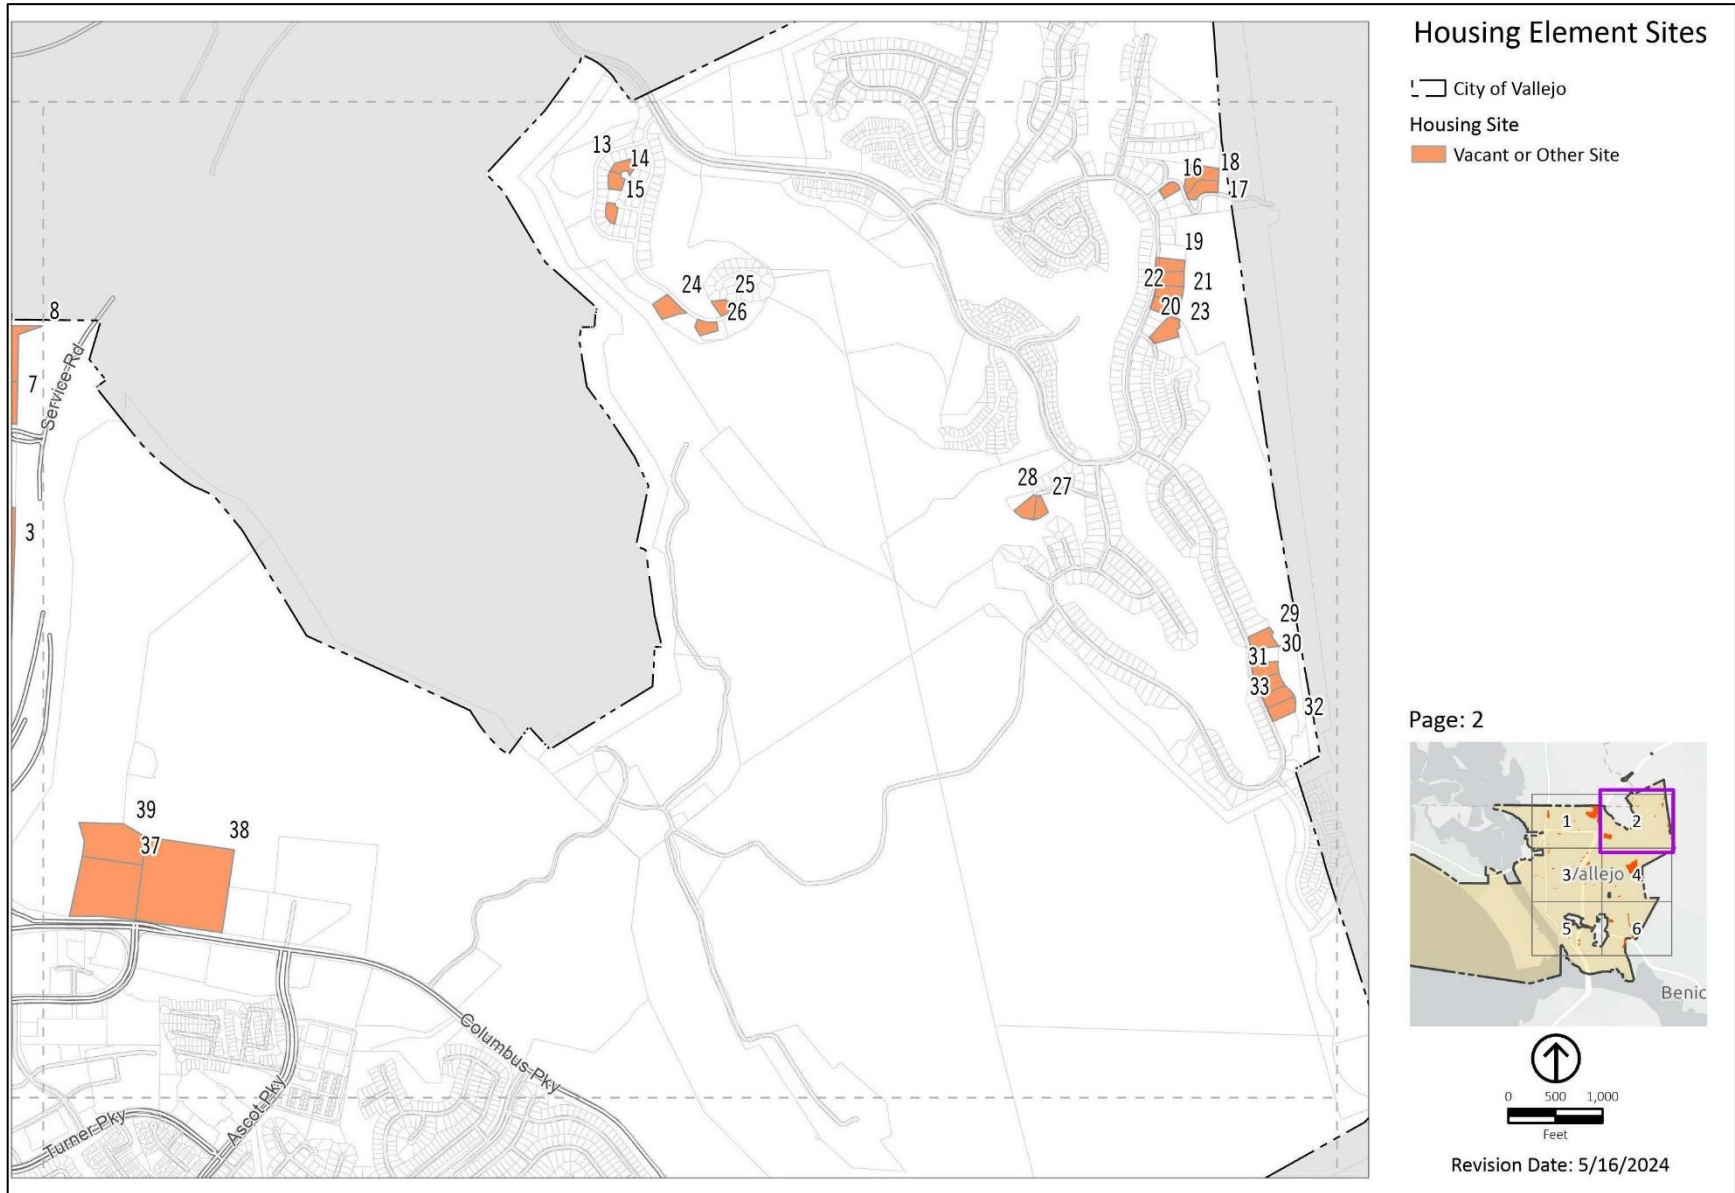 Housing Element Sites
City of Vallejo
Housing Site
Vacant or Other Site
13
14
15
16
18
17
19
22
21
20
23
24
25
26
8
7
Service Rd
3
28
27
29
30
31
33
32
39
37
38
Columbus Pky
Ascot Pky
Turner Pky
Page: 2
1
2
3
Vallejo
4
5
6
Benic
0 500 1,000
Feet
Revision Date: 5/16/2024